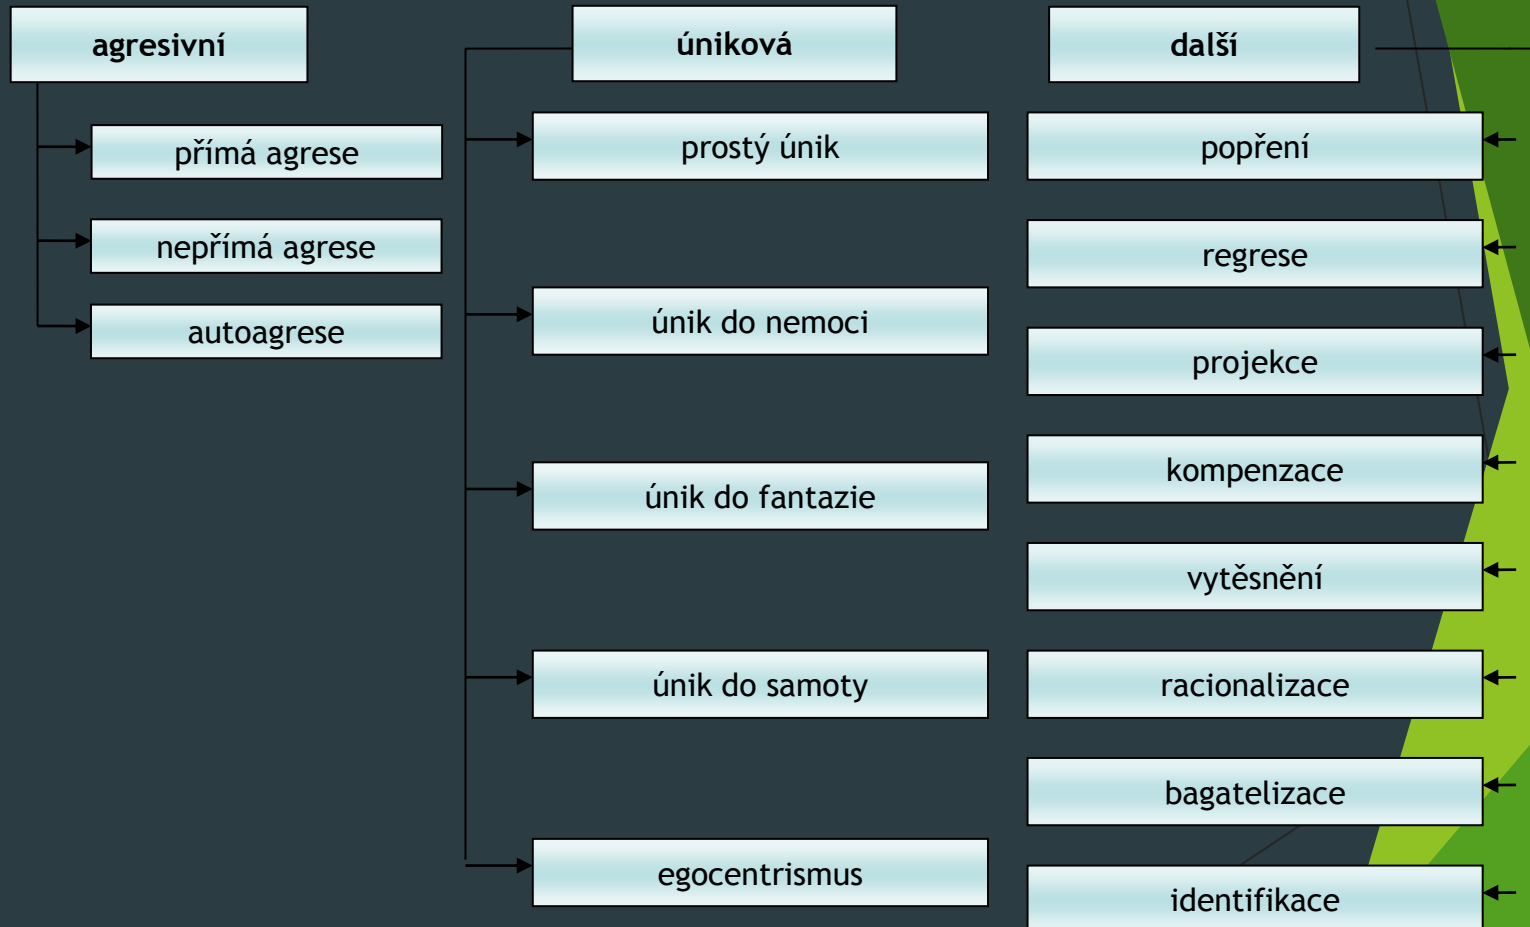 agresivní
přímá agrese
nepřímá agrese
autoagrese
úniková
prostý únik
únik do nemoci
únik do fantazie
únik do samoty
egocentrismus
další
popření
regrese
projekce
kompenzace
vytěsnění
racionalizace
bagatelizace
identifikace